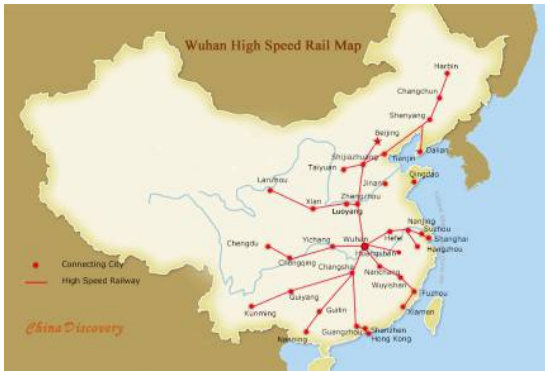 Wuhan High Speed Rail Map
Harbin
Changchun
Shenyang
Beijing
Dalian
Shijiazhuang
Tianjin
Taiyuan
Jinan
Qingdao
Lanzhou
Xian
Zhengzhou
Luoyang
Nanjing
Suzhou
Shanghai
Hefei
Hangzhou
Chengdu
Yichang
Wuhan
Huangshan
Chongqing
Changsha
Nanchang
Wuyishan
Connecting City
High Speed Railway
Guiyang
Fuzhou
Kunming
Guilin
Xiamen
Guangzhou
Shenzhen
Hong Kong
Nanning
ChinaDiscovery